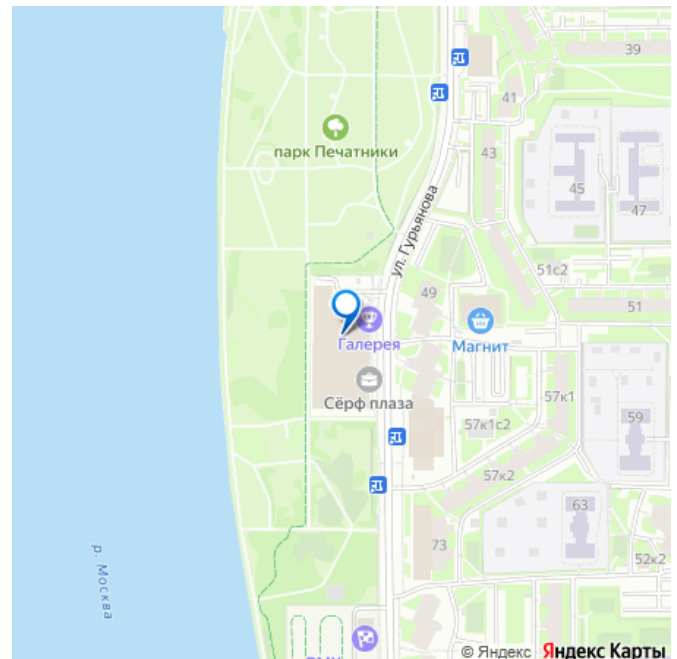 39
41
парк Печатники
43
45
47
ул. Гурьянова
51с2
49
51
Галерея
Магнит
Сёрф плаза
57к1
57к1с2
59
57к2
63
73
52к2
р. Москва
© Яндекс Яндекс Карты